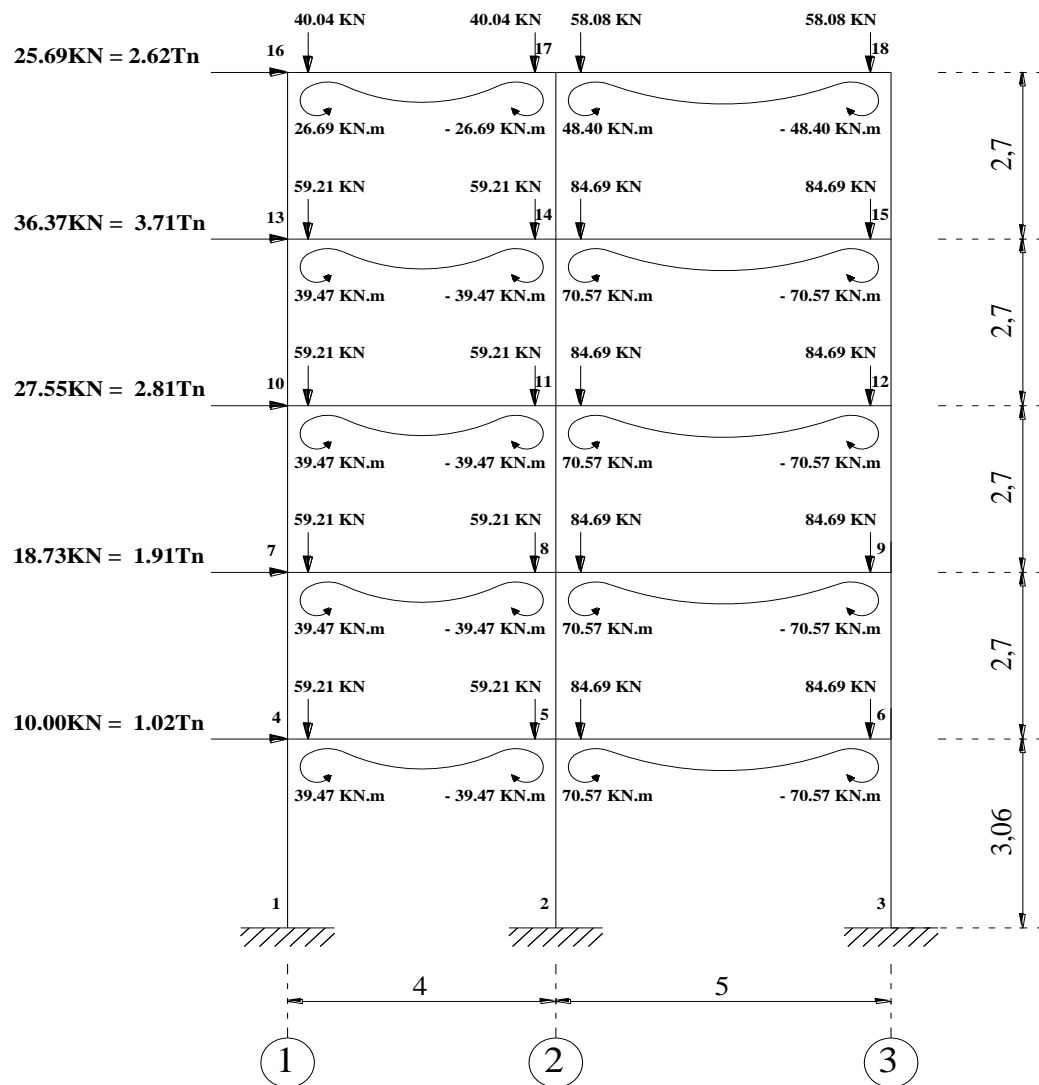 40.04 KN 40.04 KN 58.08 KN 58.08 KN
16 17 18
25.69KN = 2.62Tn
26.69 KN.m - 26.69 KN.m 48.40 KN.m - 48.40 KN.m
2,7
59.21 KN 59.21 KN 84.69 KN 84.69 KN
13 14 15
36.37KN = 3.71Tn
39.47 KN.m - 39.47 KN.m 70.57 KN.m - 70.57 KN.m
2,7
59.21 KN 59.21 KN 84.69 KN 84.69 KN
10 11 12
27.55KN = 2.81Tn
39.47 KN.m - 39.47 KN.m 70.57 KN.m - 70.57 KN.m
2,7
59.21 KN 59.21 KN 84.69 KN 84.69 KN
7 8 9
18.73KN = 1.91Tn
39.47 KN.m - 39.47 KN.m 70.57 KN.m - 70.57 KN.m
2,7
59.21 KN 59.21 KN 84.69 KN 84.69 KN
4 5 6
10.00KN = 1.02Tn
39.47 KN.m - 39.47 KN.m 70.57 KN.m - 70.57 KN.m
3,06
1 2 3
4 5
1 2 3